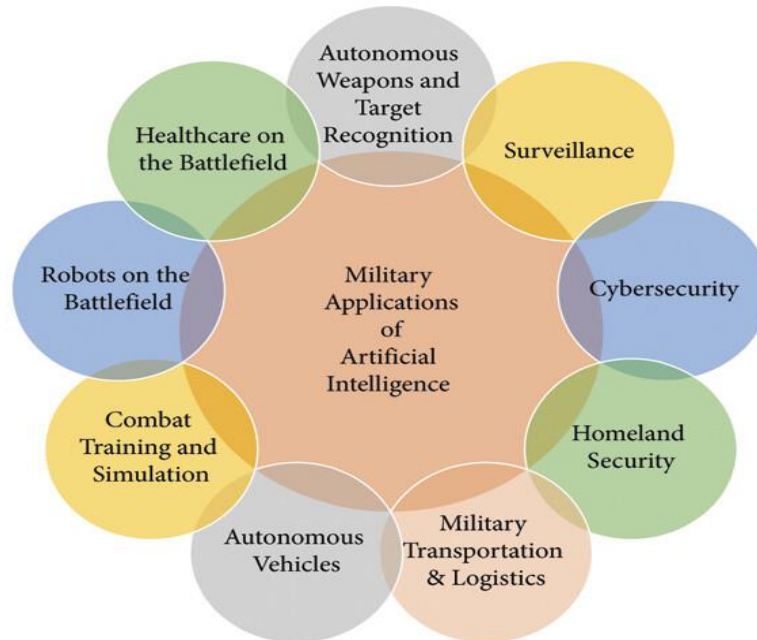 Autonomous
Weapons and
Target
Recognition
Surveillance
Cybersecurity
Homeland
Security
Military
Transportation
& Logistics
Autonomous
Vehicles
Combat
Training and
Simulation
Robots on the
Battlefield
Healthcare on
the Battlefield
Military
Applications
of
Artificial
Intelligence